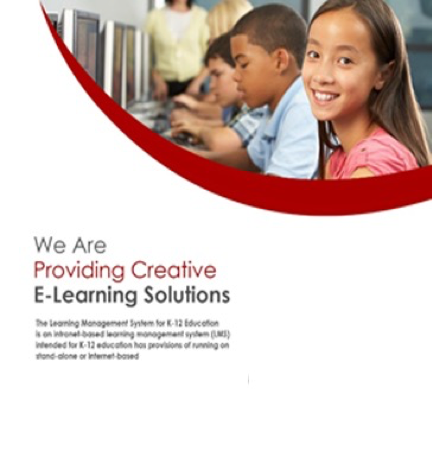 We Are
Providing Creative
E-Learning Solutions
The Learning Management System for K-12 Education
is an intranet-based learning management system (LMS)
intended for K-12 education has provisions of running on
stand-alone or internet-based